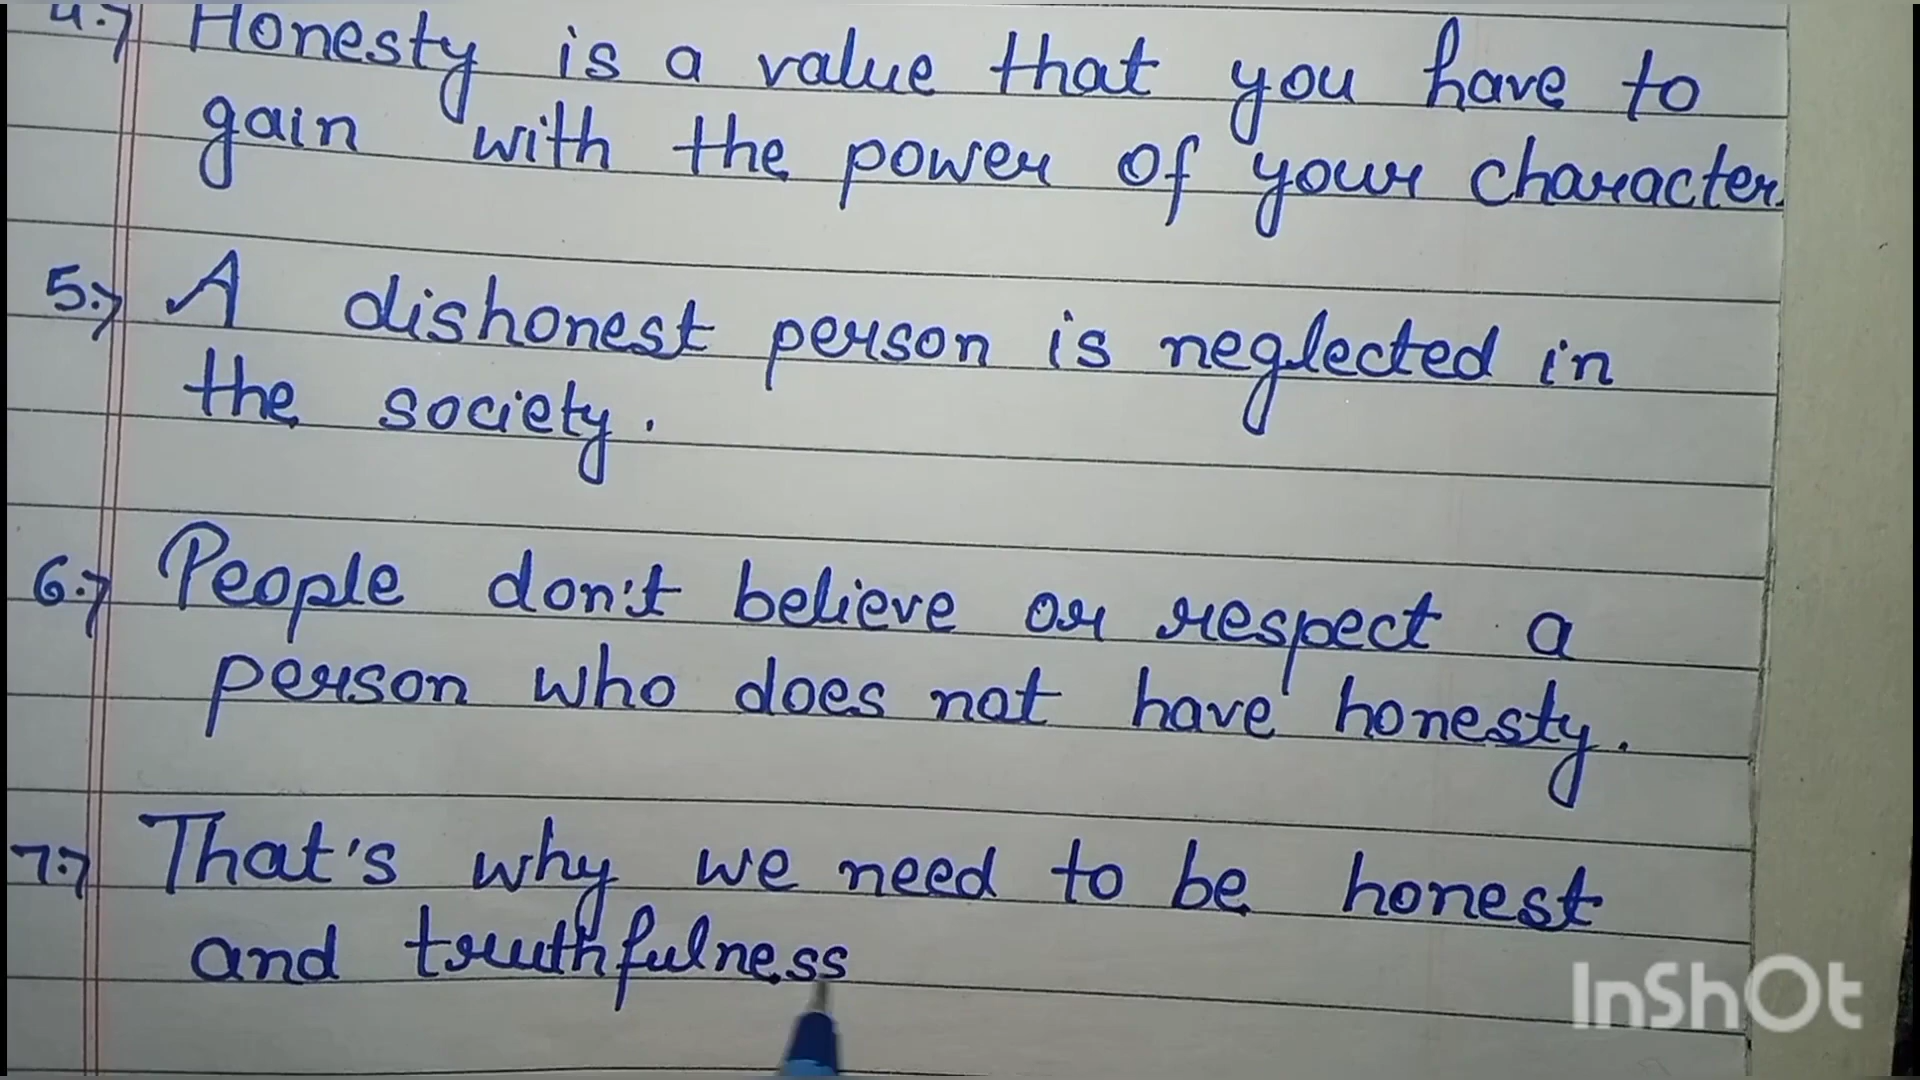 4.→ Honesty is a value that you have to
gain with the power of your character.
5.→ A dishonest person is neglected in
the society.
6.→ People don't believe or respect a
person who does not have honesty.
7.→ That's why we need to be honest
and truthfulness
InShOt